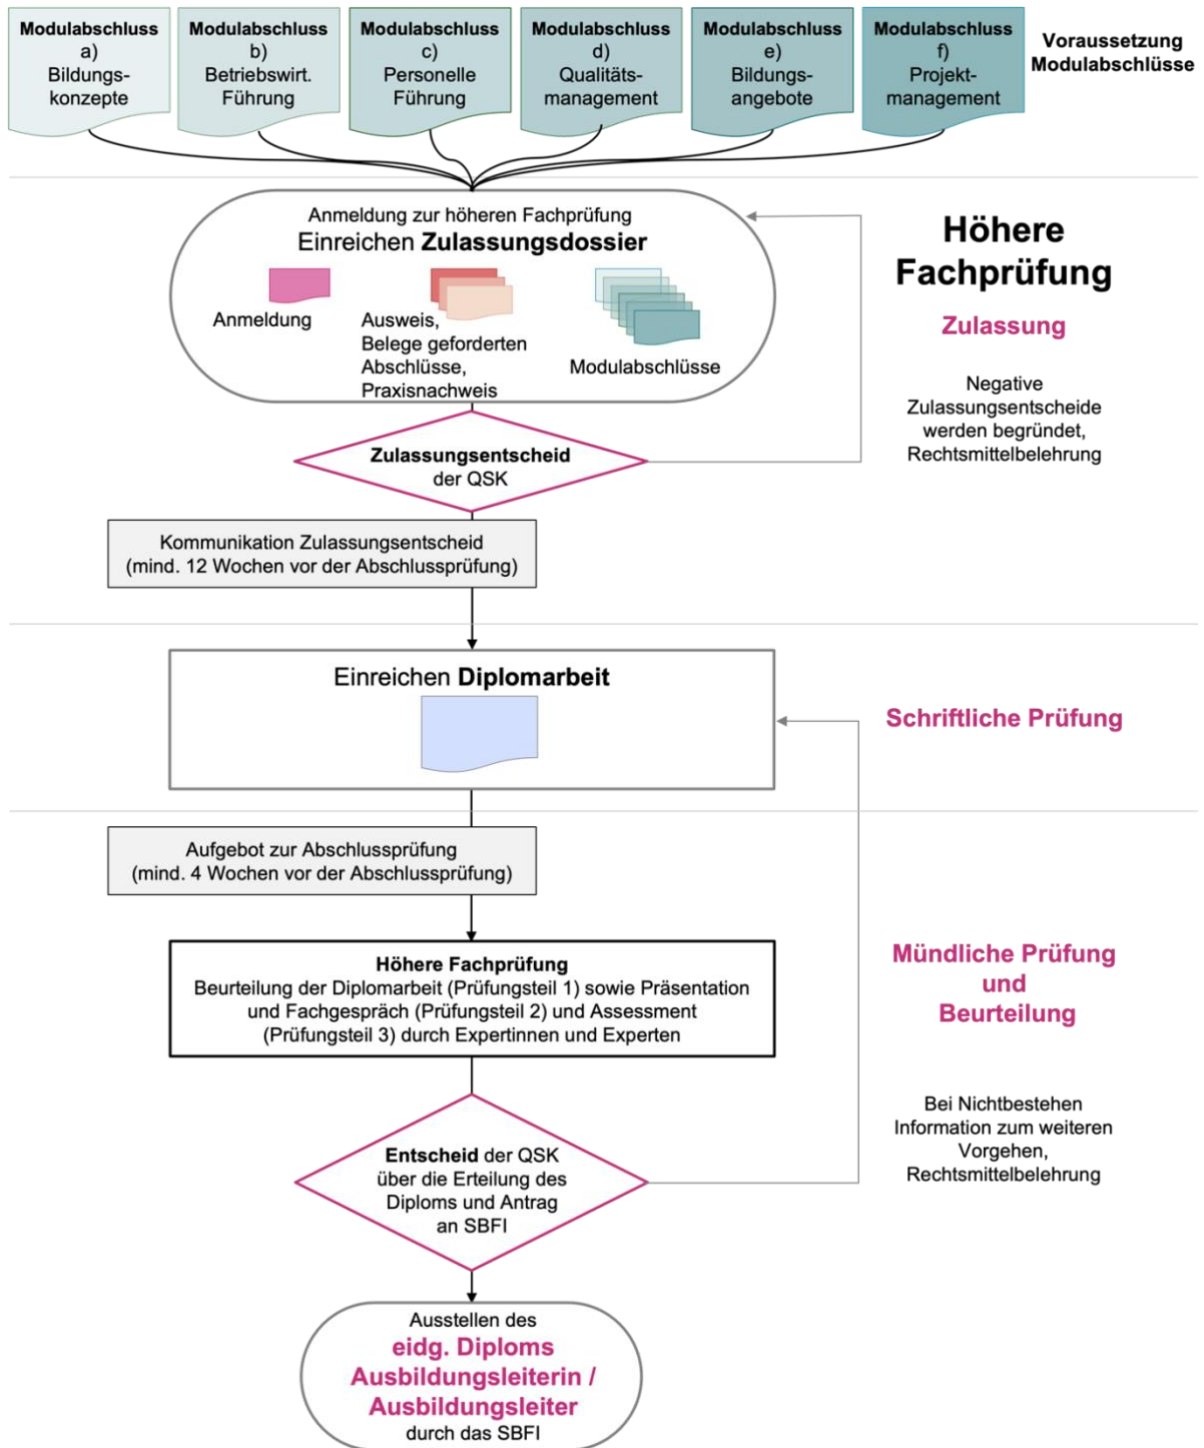 Modulabschluss
a)
Bildungs-
konzepte
Modulabschluss
b)
Betriebswirt.
Führung
Modulabschluss
c)
Personelle
Führung
Modulabschluss
d)
Qualitäts-
management
Modulabschluss
e)
Bildungs-
angebote
Modulabschluss
f)
Projekt-
management
Voraussetzung
Modulabschlüsse
Anmeldung zur höheren Fachprüfung
Einreichen Zulassungsdossier
Anmeldung
Ausweis,
Belege geforderten
Abschlüsse,
Praxisnachweis
Modulabschlüsse
Höhere
Fachprüfung
Zulassung
Negative
Zulassungsentscheide
werden begründet,
Rechtsmittelbelehrung
Zulassungsentscheid
der QSK
Kommunikation Zulassungsentscheid
(mind. 12 Wochen vor der Abschlussprüfung)
Einreichen Diplomarbeit
Schriftliche Prüfung
Aufgebot zur Abschlussprüfung
(mind. 4 Wochen vor der Abschlussprüfung)
Höhere Fachprüfung
Beurteilung der Diplomarbeit (Prüfungsteil 1) sowie Präsentation
und Fachgespräch (Prüfungsteil 2) und Assessment
(Prüfungsteil 3) durch Expertinnen und Experten
Mündliche Prüfung
und
Beurteilung
Bei Nichtbestehen
Information zum weiteren
Vorgehen,
Rechtsmittelbelehrung
Entscheid der QSK
über die Erteilung des
Diploms und Antrag
an SBFI
Ausstellen des
eidg. Diploms
Ausbildungsleiterin /
Ausbildungsleiter
durch das SBFI